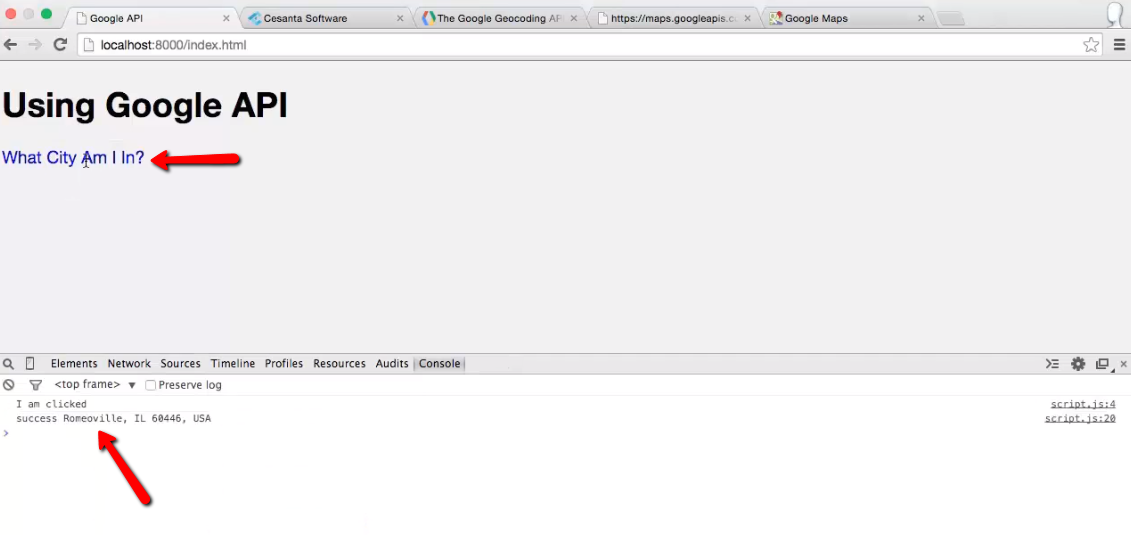 Google API
Cesanta Software
The Google Geocoding AP
https://maps.googleapis.c
Google Maps
localhost:8000/index.html
Using Google API
What City Am I In?
Elements Network Sources Timeline Profiles Resources Audits Console
<top frame> Preserve log
I am clicked script.js:4
success Romeoville, IL 60446, USA script.js:20